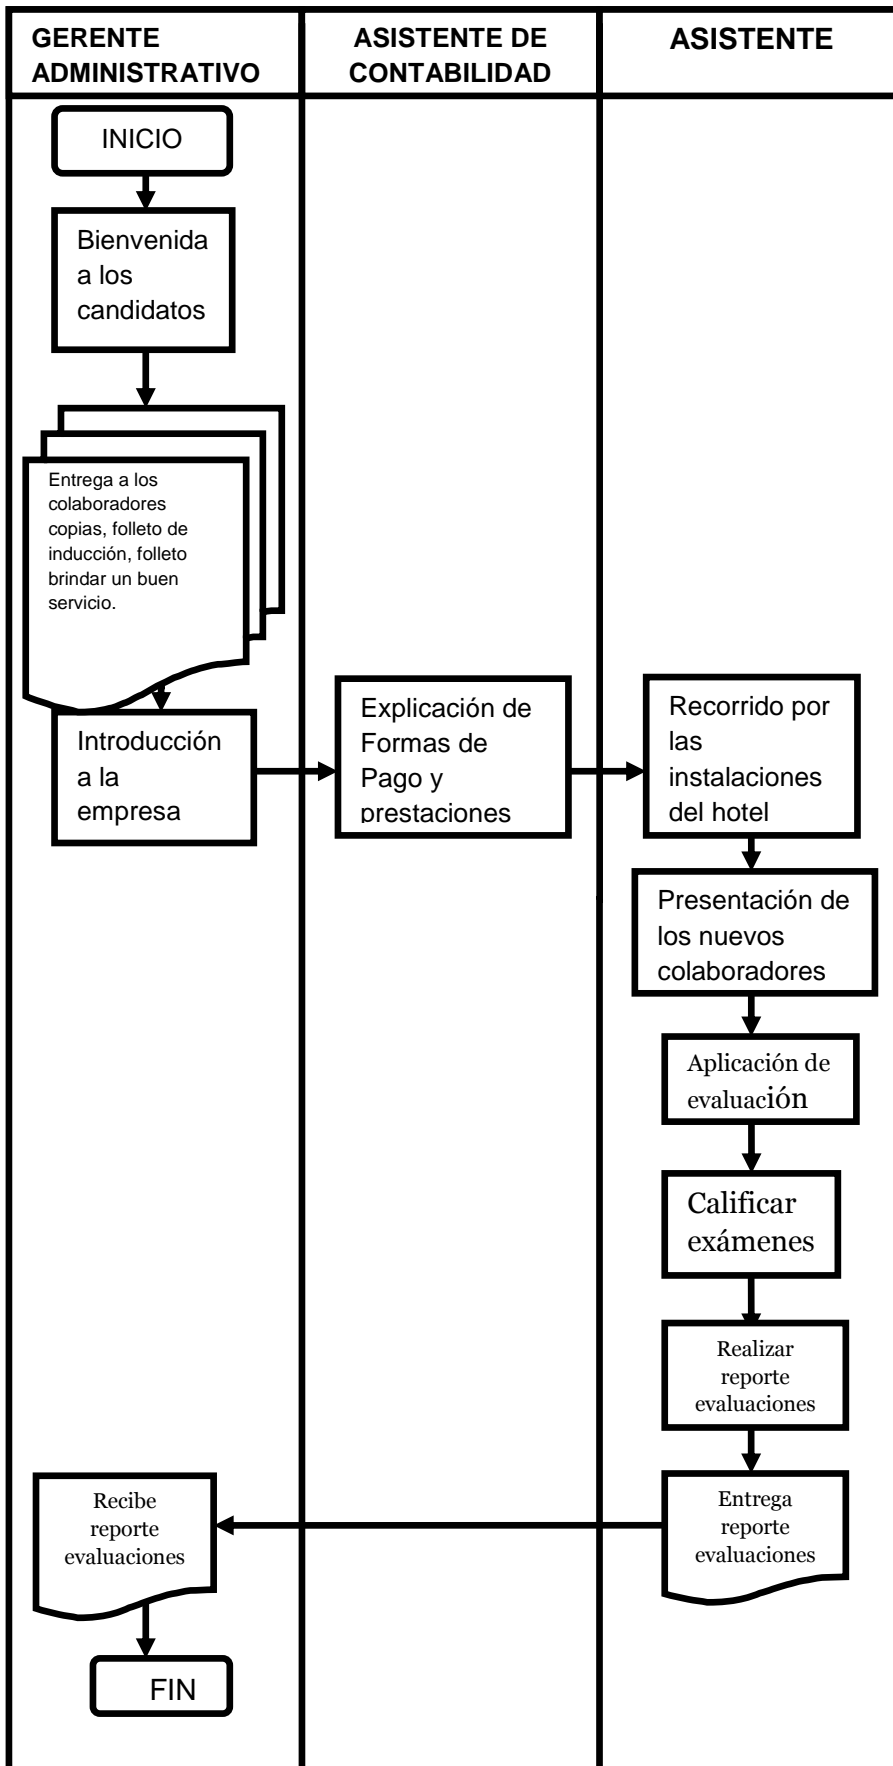 GERENTE
ADMINISTRATIVO
ASISTENTE DE
CONTABILIDAD
ASISTENTE
INICIO
Bienvenida
a los
candidatos
Entrega a los
colaboradores
copias, folleto de
inducción, folleto
brindar un buen
servicio.
Introducción
a la
empresa
Explicación de
Formas de
Pago y
prestaciones
Recorrido por
las
instalaciones
del hotel
Presentación de
los nuevos
colaboradores
Aplicación de
evaluación
Calificar
exámenes
Realizar
reporte
evaluaciones
Entrega
reporte
evaluaciones
Recibe
reporte
evaluaciones
FIN